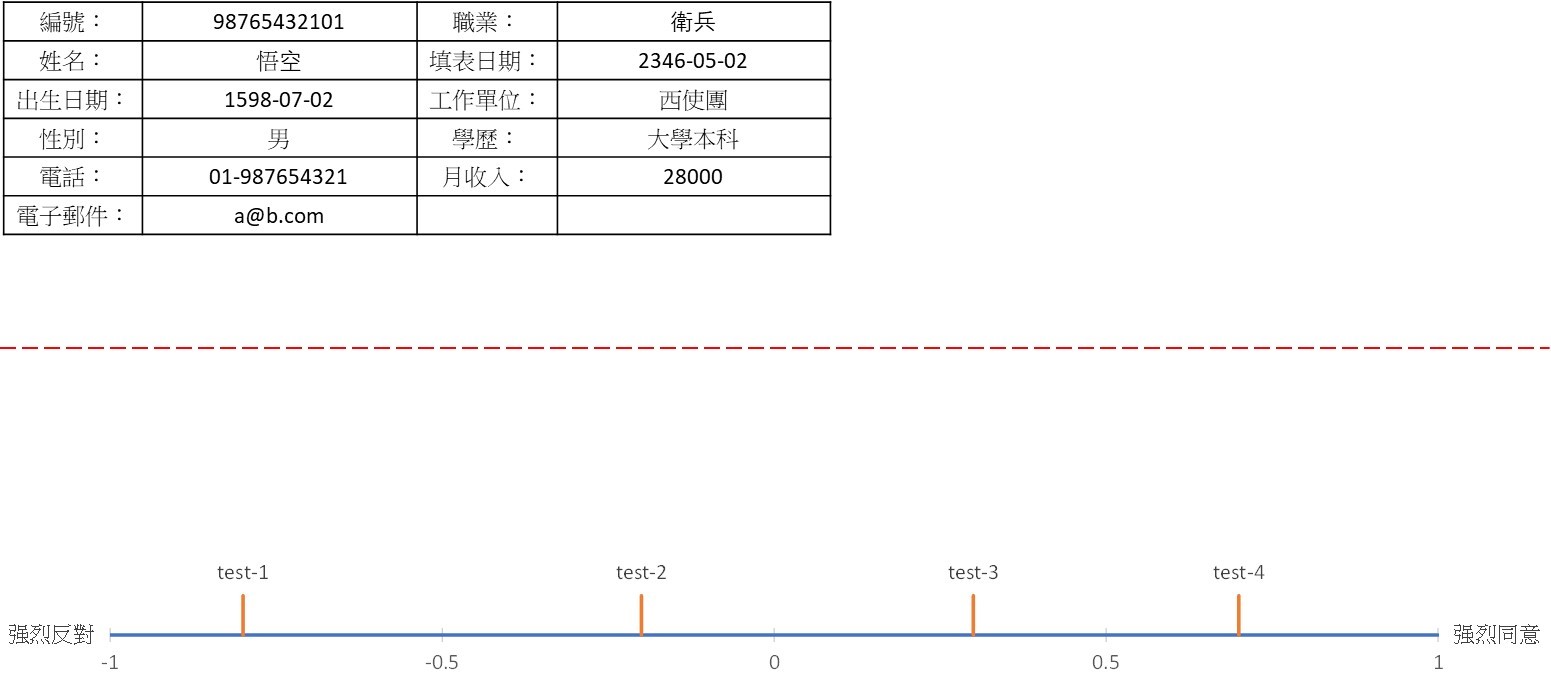 編號： 98765432101 職業： 衛兵
姓名： 悟空 填表日期： 2346-05-02
出生日期： 1598-07-02 工作單位： 西使團
性別： 男 學歷： 大學本科
電話： 01-987654321 月收入： 28000
電子郵件： a@b.com
test-1 test-2 test-3 test-4
强烈反對 强烈同意
-1 -0.5 0 0.5 1